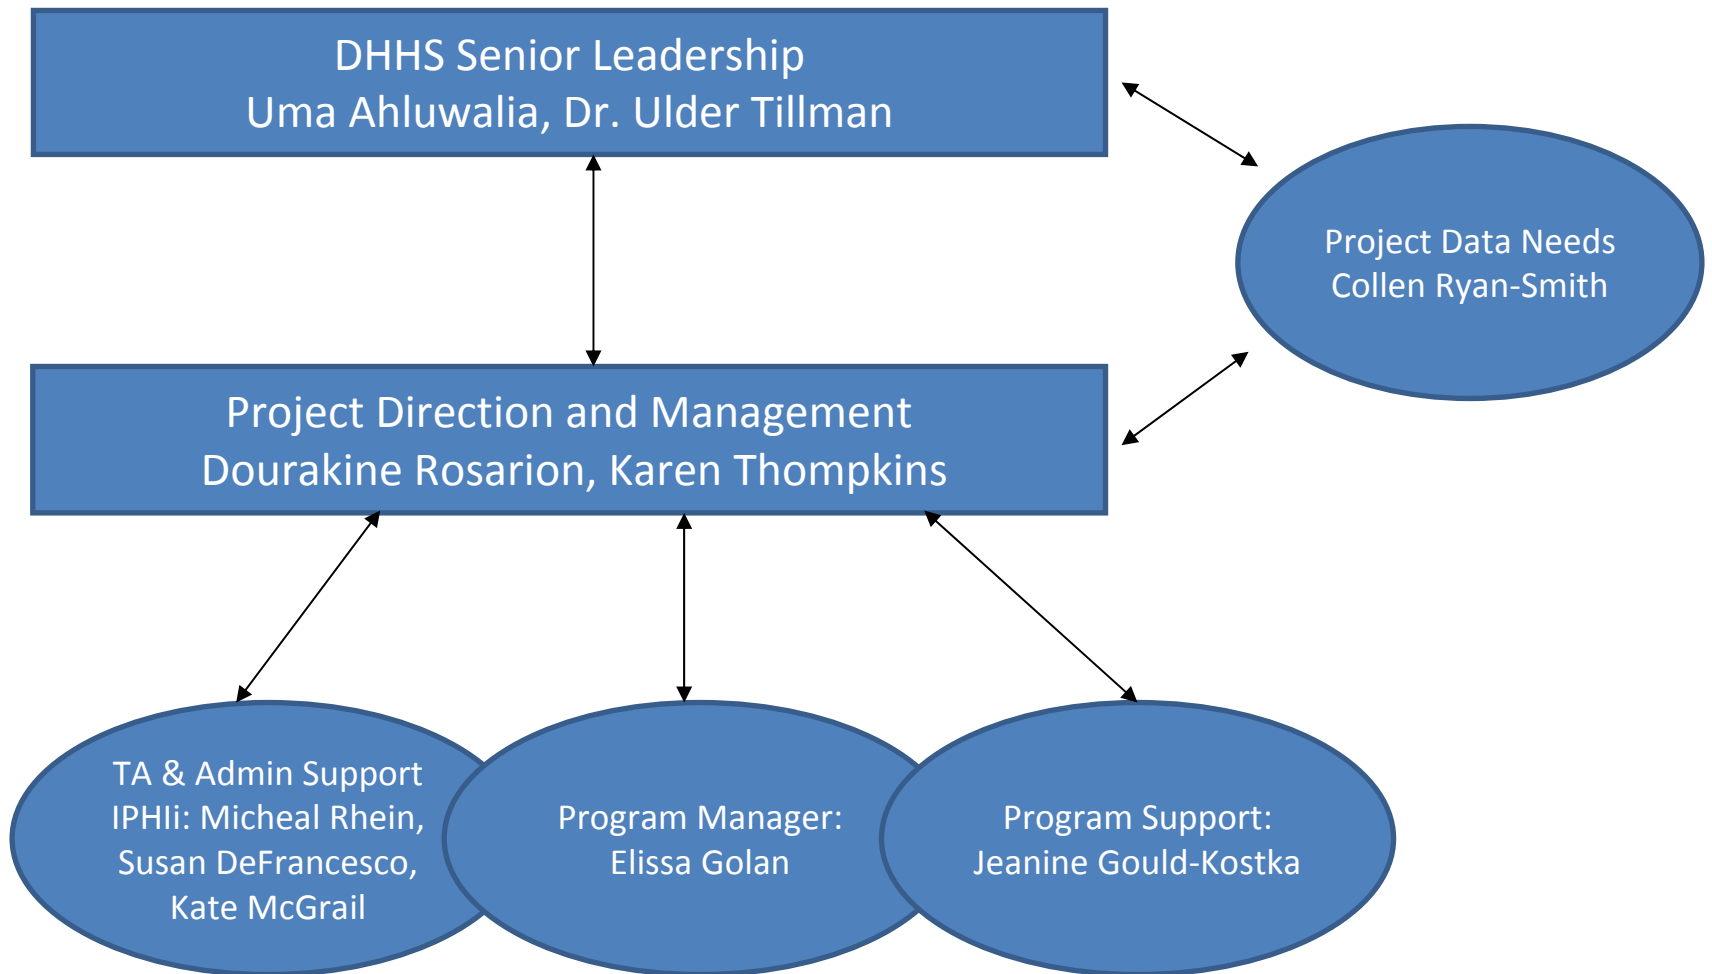 DHHS Senior Leadership
Uma Ahluwalia, Dr. Ulder Tillman
Project Data Needs
Collen Ryan-Smith
Project Direction and Management
Dourakine Rosarion, Karen Thompkins
TA & Admin Support
IPHIi: Micheal Rhein,
Susan DeFrancesco,
Kate McGrail
Program Manager:
Elissa Golan
Program Support:
Jeanine Gould-Kostka